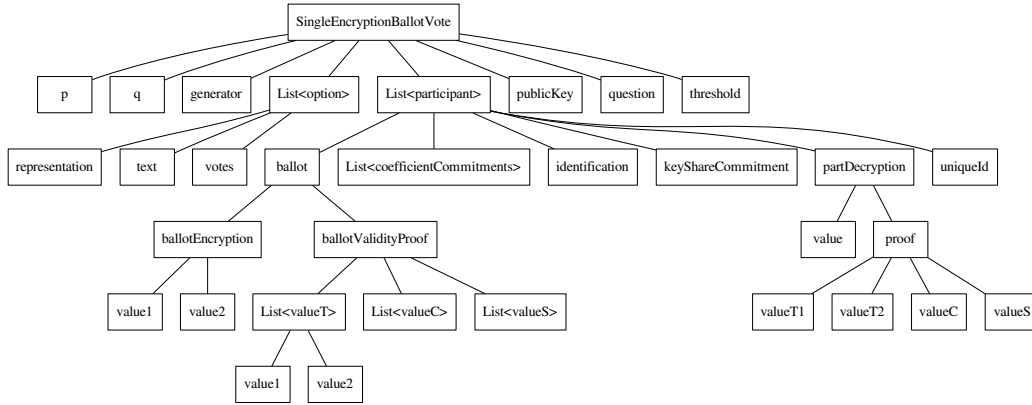 SingleEncryptionBallotVote
p q generator List<option> List<participant> publicKey question threshold
representation text votes ballot List<coefficientCommitments> identification keyShareCommitment partDecryption uniqueId
ballotEncryption ballotValidityProof value proof
value1 value2 List<valueT> List<valueC> List<valueS> valueT1 valueT2 valueC valueS
value1 value2